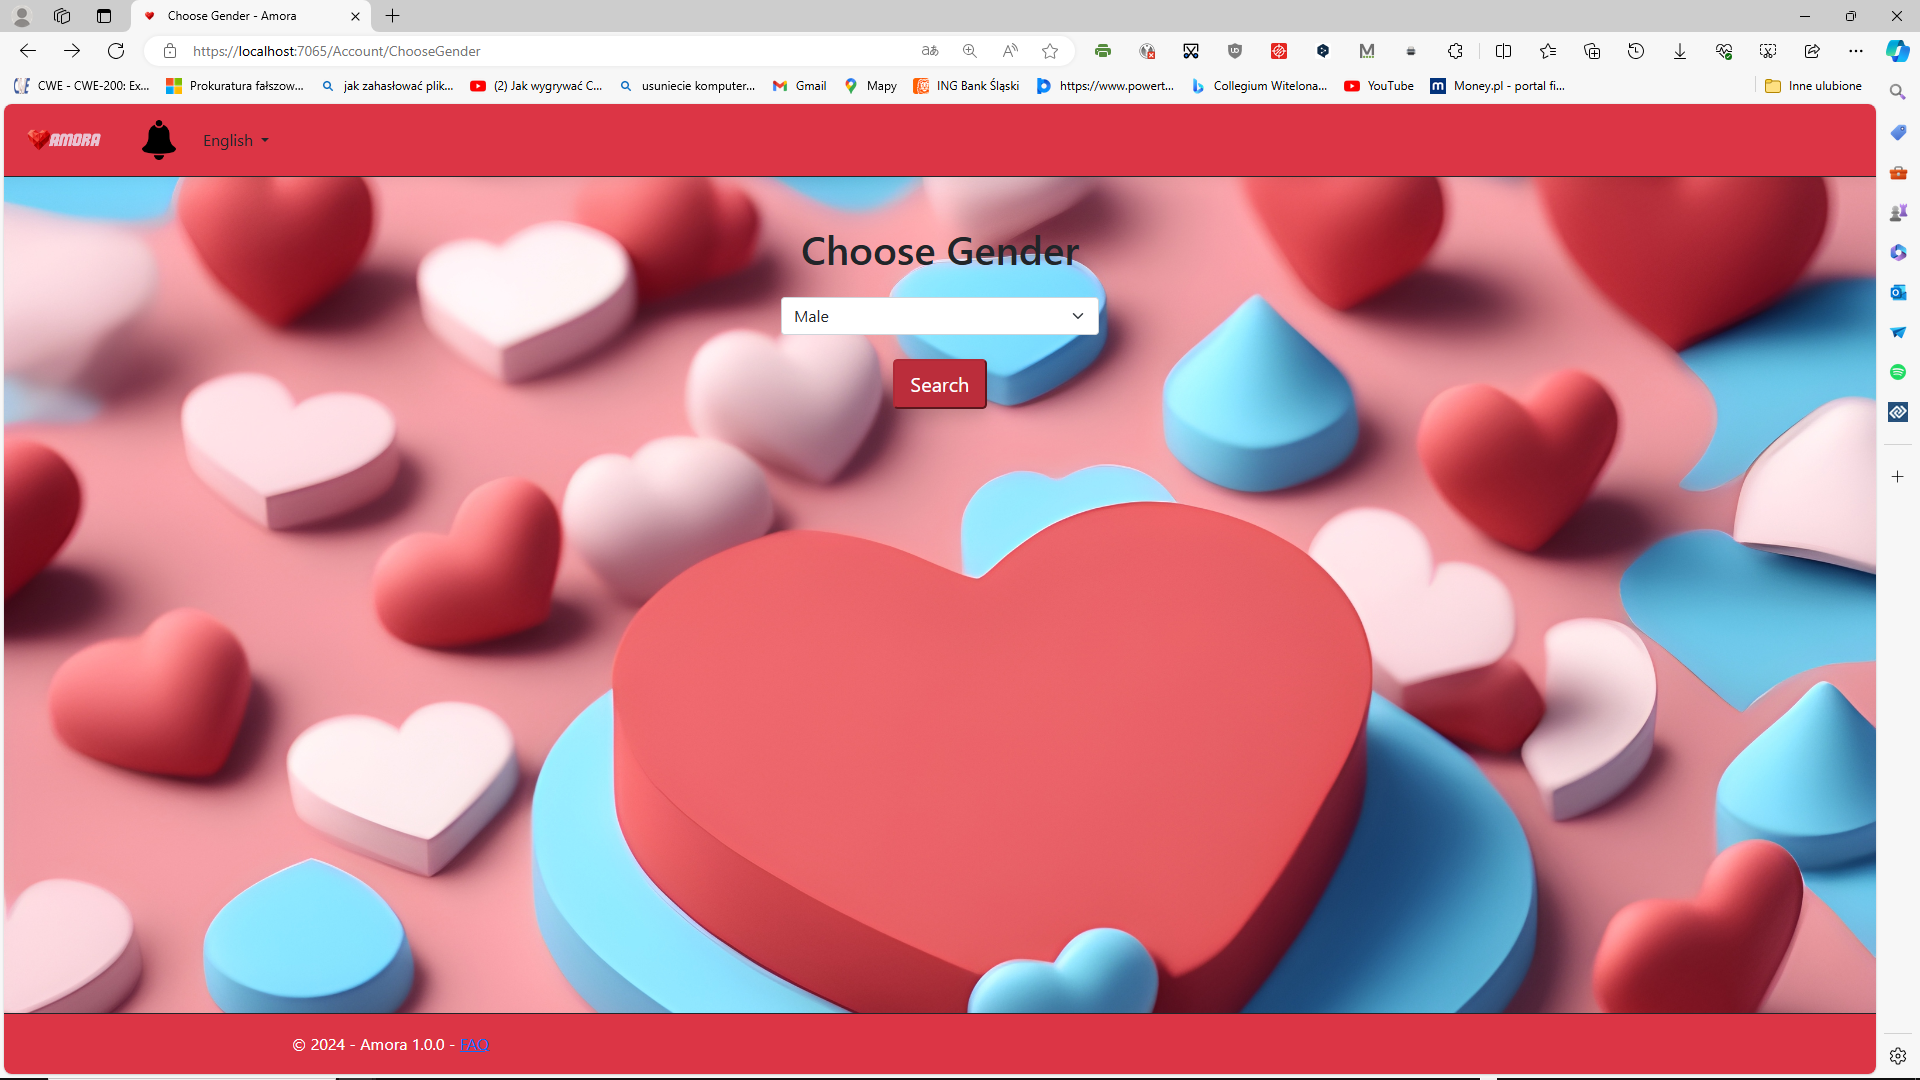 Choose Gender - Amora
https://localhost:7065/Account/ChooseGender
CWE - CWE-200: Ex...
Prokuratura fałszow...
jak zahasłować plik...
(2) Jak wygrywać C...
usuniecie komputer...
Gmail
Mapy
ING Bank Śląski
https://www.powert...
Collegium Witelona...
YouTube
Money.pl - portal fi...
Inne ulubione
AMORA
English
Choose Gender
Male
Search
© 2024 - Amora 1.0.0 - FAQ